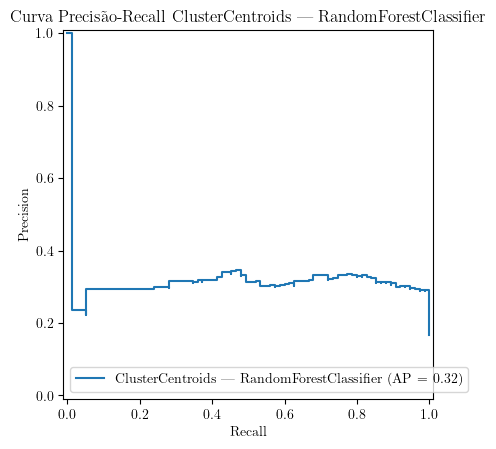 Curva Precisão-Recall ClusterCentroids — RandomForestClassifier
1.0
0.8
0.6
0.4
0.2
0.0
Precision
ClusterCentroids — RandomForestClassifier (AP = 0.32)
0.0 0.2 0.4 0.6 0.8 1.0
Recall